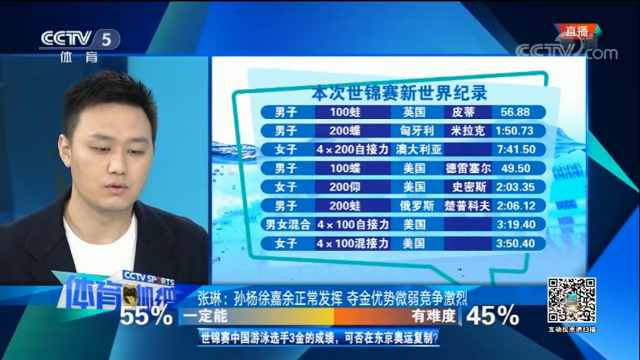 CCTV 5
体育
直播
CCTV.com
本次世锦赛新世界纪录
男子 100蛙 英国 皮蒂 56.88
男子 200蝶 匈牙利 米拉克 1:50.73
女子 4×200自接力 澳大利亚 7:41.50
男子 100蝶 美国 德雷塞尔 49.50
女子 200仰 美国 史密斯 2:03.35
男子 200蛙 俄罗斯 楚普科夫 2:06.12
男女混合 4×100自接力 美国 3:19.40
女子 4×100混接力 美国 3:50.40
CCTV SPORTS
体育咖吧
张琳：孙杨徐嘉余正常发挥 夺金优势微弱竞争激烈
55% 一定能 有难度 45%
互动投票请扫描
世锦赛中国游泳选手3金的成绩，可否在东京奥运复制？